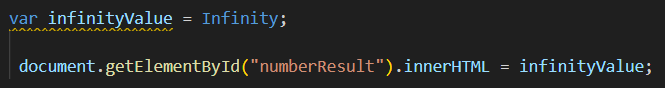 var infinityValue = Infinity;
document.getElementById("numberResult").innerHTML = infinityValue;